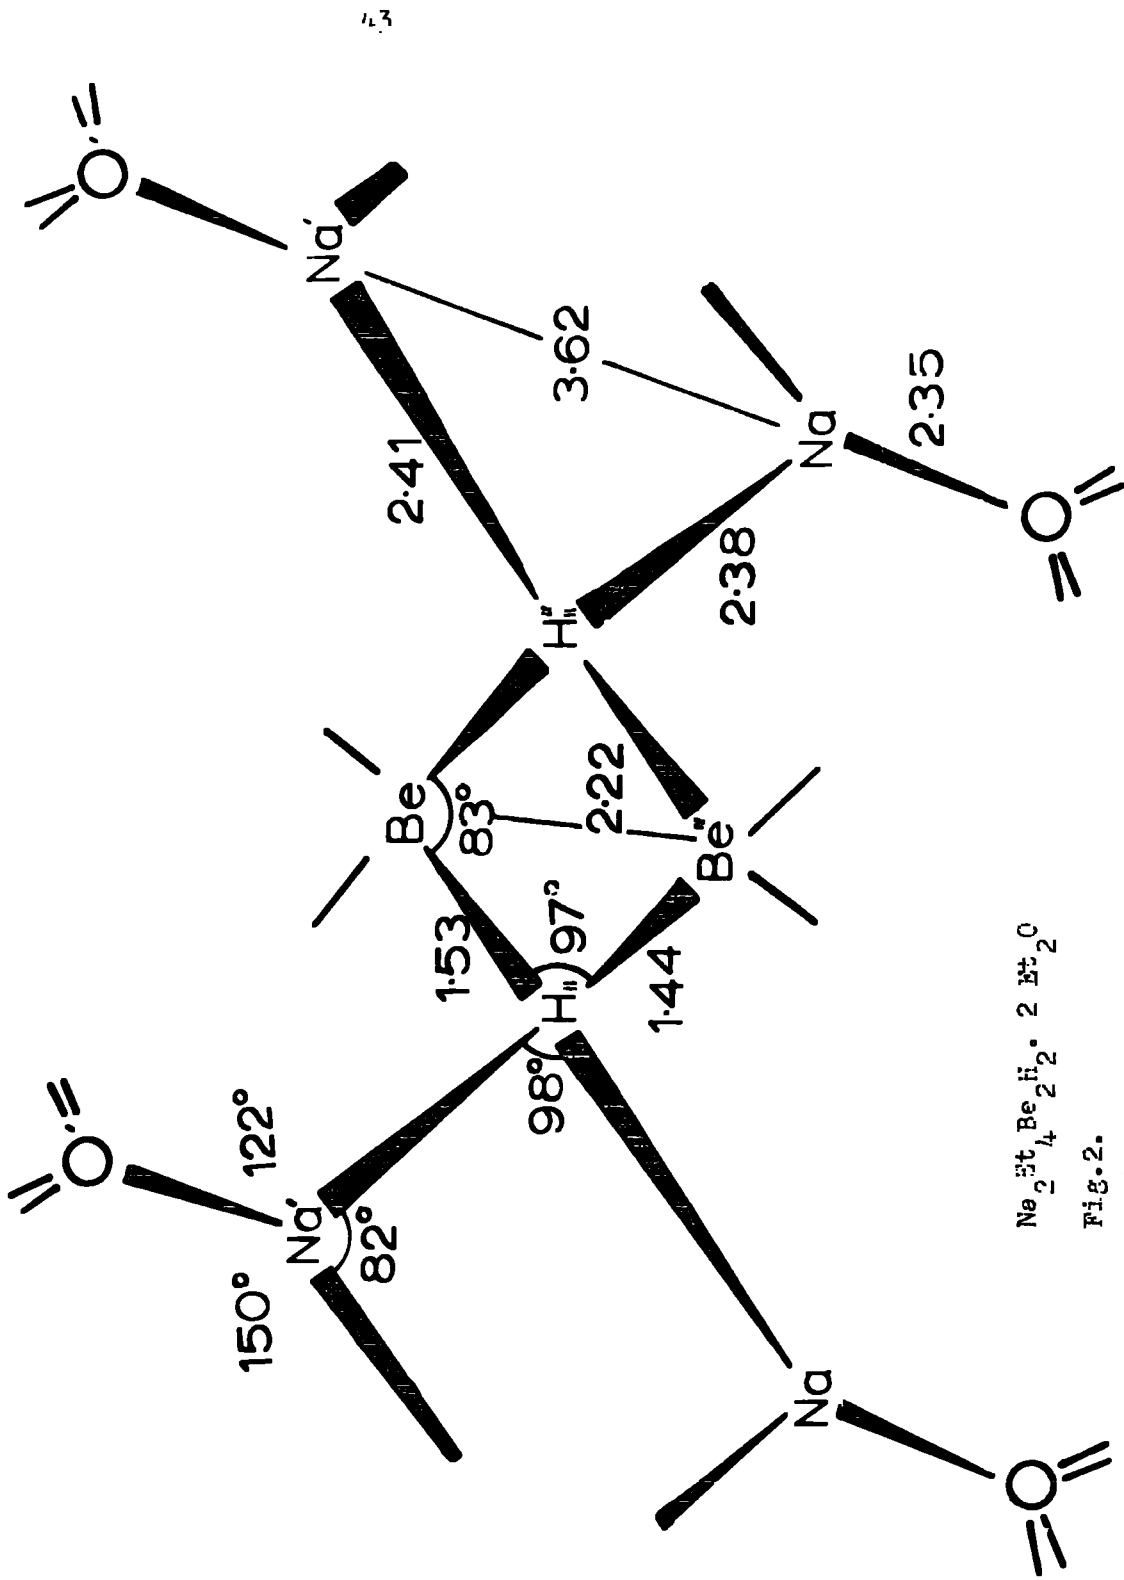 O' O'
150° 122°
Na' Na'
82°
Be 2·41
1·53 83°
98° H" 97° H"" 3·62
2·22
1·44
Be" 2·38
Na Na
2·35
O O
Na2Et4Be2H2. 2 Et2O
Fig.2.